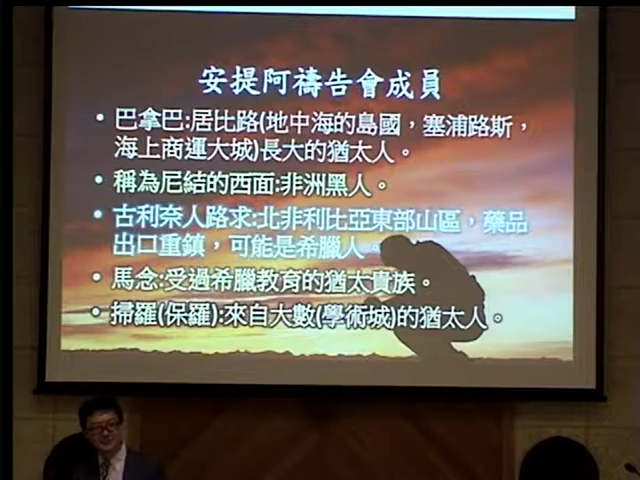 安提阿禱告會成員
• 巴拿巴:居比路(地中海的島國，塞浦路斯，
海上商運大城)長大的猶太人。
• 稱為尼結的西面:非洲黑人。
• 古利奈人路求:北非利比亞東部山區，藥品
出口重鎮，可能是希臘人。
• 馬念:受過希臘教育的猶太貴族。
• 掃羅(保羅):來自大數(學術城)的猶太人。